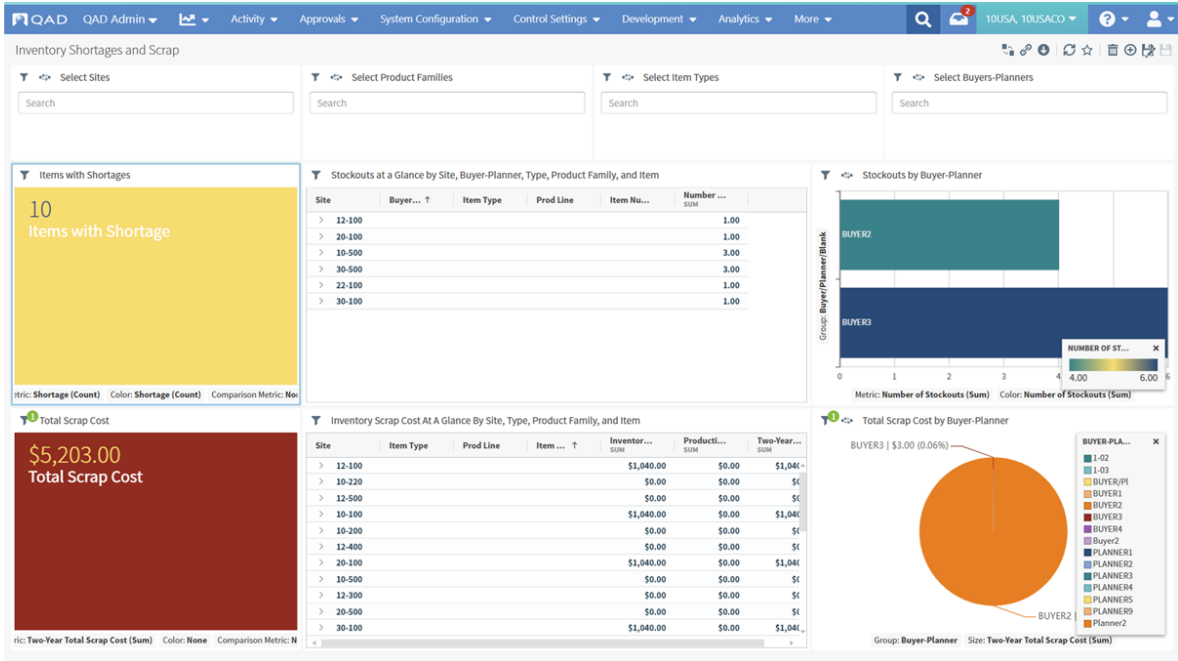 QAD QAD Admin Activity Approvals System Configuration Control Settings Development Analytics More 2 10USA, 10USACO ?
Inventory Shortages and Scrap
Select Sites Select Product Families Select Item Types Select Buyers-Planners
Search Search Search Search
Items with Shortages
10
Items with Shortage
Metric: Shortage (Count) Color: Shortage (Count) Comparison Metric:
Stockouts at a Glance by Site, Buyer-Planner, Type, Product Family, and Item
Site Buyer... ↑ Item Type Prod Line Item Nu... Number ...
SUM
12-100 1.00
20-100 1.00
10-500 3.00
30-500 3.00
22-100 1.00
30-100 1.00
Stockouts by Buyer-Planner
Group: Buyer/Planner/Blank
BUYER2
BUYER3
NUMBER OF ST... ×
4.00 6.00
0 1 2 3 4 6
Metric: Number of Stockouts (Sum) Color: Number of Stockouts (Sum)
1 Total Scrap Cost
$5,203.00
Total Scrap Cost
ric: Two-Year Total Scrap Cost (Sum) Color: None Comparison Metric: N
Inventory Scrap Cost At A Glance By Site, Type, Product Family, and Item
Site Item Type Prod Line Item ... ↑ Inventor... Producti... Two-Year...
SUM SUM SUM
12-100 $1,040.00 $0.00 $1,040
10-220 $0.00 $0.00 $0
12-500 $0.00 $0.00 $0
10-100 $1,040.00 $0.00 $1,040
10-200 $0.00 $0.00 $0
12-400 $0.00 $0.00 $0
20-100 $1,040.00 $0.00 $1,040
10-500 $0.00 $0.00 $0
12-300 $0.00 $0.00 $0
20-500 $0.00 $0.00 $0
30-100 $1,040.00 $0.00 $1,040
1 Total Scrap Cost by Buyer-Planner
BUYER3 | $3.00 (0.06%)
BUYER2 |
BUYER-PLA... ×
1-02
1-03
BUYER/Pl
BUYER1
BUYER2
BUYER3
BUYER4
Buyer2
PLANNER1
PLANNER2
PLANNER3
PLANNER4
PLANNER5
PLANNER9
Planner2
Group: Buyer-Planner Size: Two-Year Total Scrap Cost (Sum)